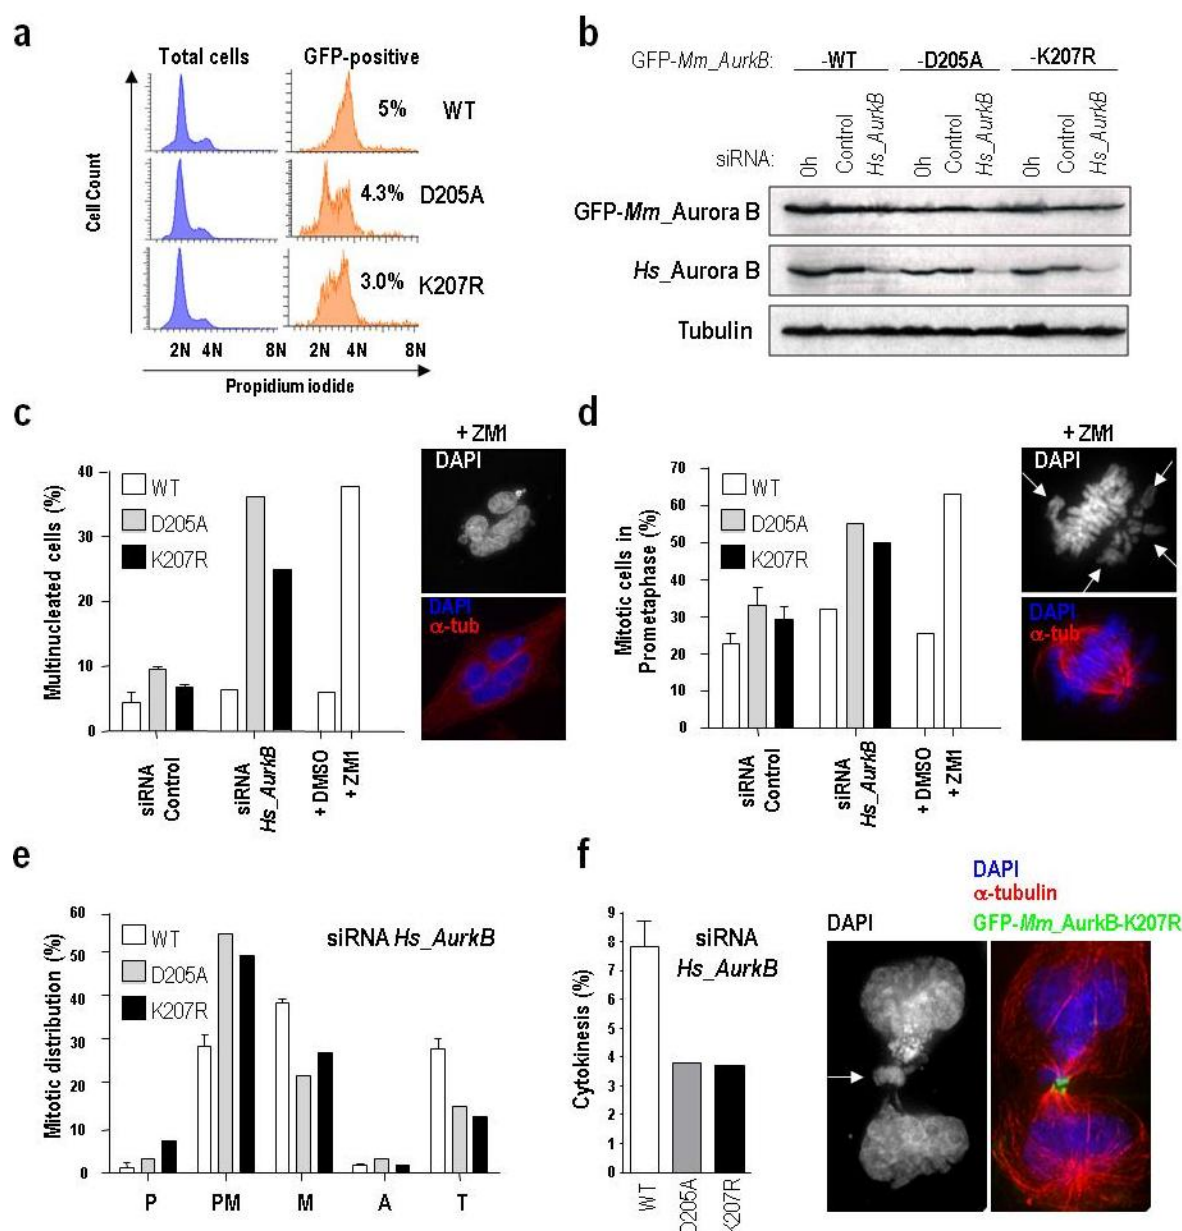 a
Total cells
GFP-positive
5%
WT
4.3%
D205A
3.0%
K207R
Cell Count
2N 4N 8N 2N 4N 8N
Propidium iodide
b
GFP-Mm_AurkB: -WT -D205A -K207R
siRNA: 0h Control Hs_AurkB 0h Control Hs_AurkB 0h Control Hs_AurkB
GFP-Mm_Aurora B
Hs_Aurora B
Tubulin
c
Multinucleated cells (%)
40
30
20
10
0
WT
D205A
K207R
siRNA Control
siRNA Hs_AurkB
+ DMSO
+ ZM1
+ ZM1
DAPI
DAPI
α-tub
d
Mitotic cells in Prometaphase (%)
70
60
50
40
30
20
10
0
WT
D205A
K207R
siRNA Control
siRNA Hs_AurkB
+ DMSO
+ ZM1
+ ZM1
DAPI
DAPI
α-tub
e
Mitotic distribution (%)
60
50
40
30
20
10
0
WT
D205A
K207R
siRNA Hs_AurkB
P PM M A T
f
Cytokinesis (%)
9
8
7
6
5
4
3
2
1
0
siRNA
Hs_AurkB
WT D205A K207R
DAPI
DAPI
α-tubulin
GFP-Mm_AurkB-K207R